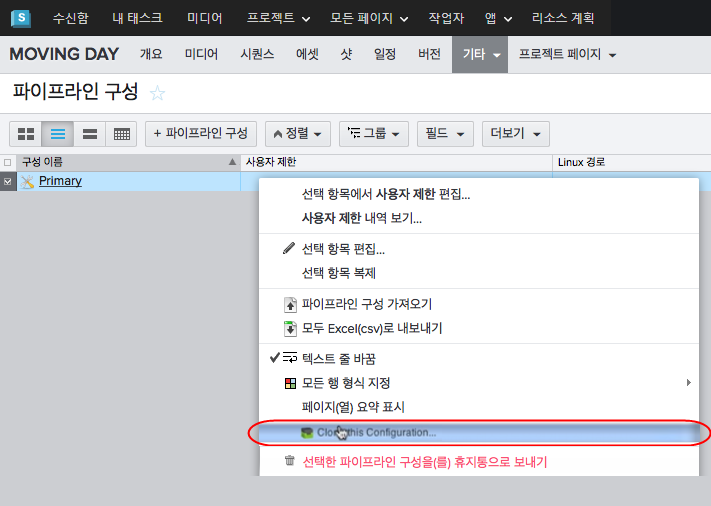 S 수신함 내 태스크 미디어 프로젝트 모든 페이지 작업자 앱 리소스 계획
MOVING DAY 개요 미디어 시퀀스 에셋 샷 일정 버전 기타 프로젝트 페이지
파이프라인 구성
+ 파이프라인 구성 정렬 그룹 필드 더보기
구성 이름 사용자 제한 Linux 경로
Primary
선택 항목에서 사용자 제한 편집...
사용자 제한 내역 보기...
선택 항목 편집...
선택 항목 복제
파이프라인 구성 가져오기
모두 Excel(csv)로 내보내기
텍스트 줄 바꿈
모든 행 형식 지정
페이지(열) 요약 표시
Clone this Configuration...
선택한 파이프라인 구성을(를) 휴지통으로 보내기